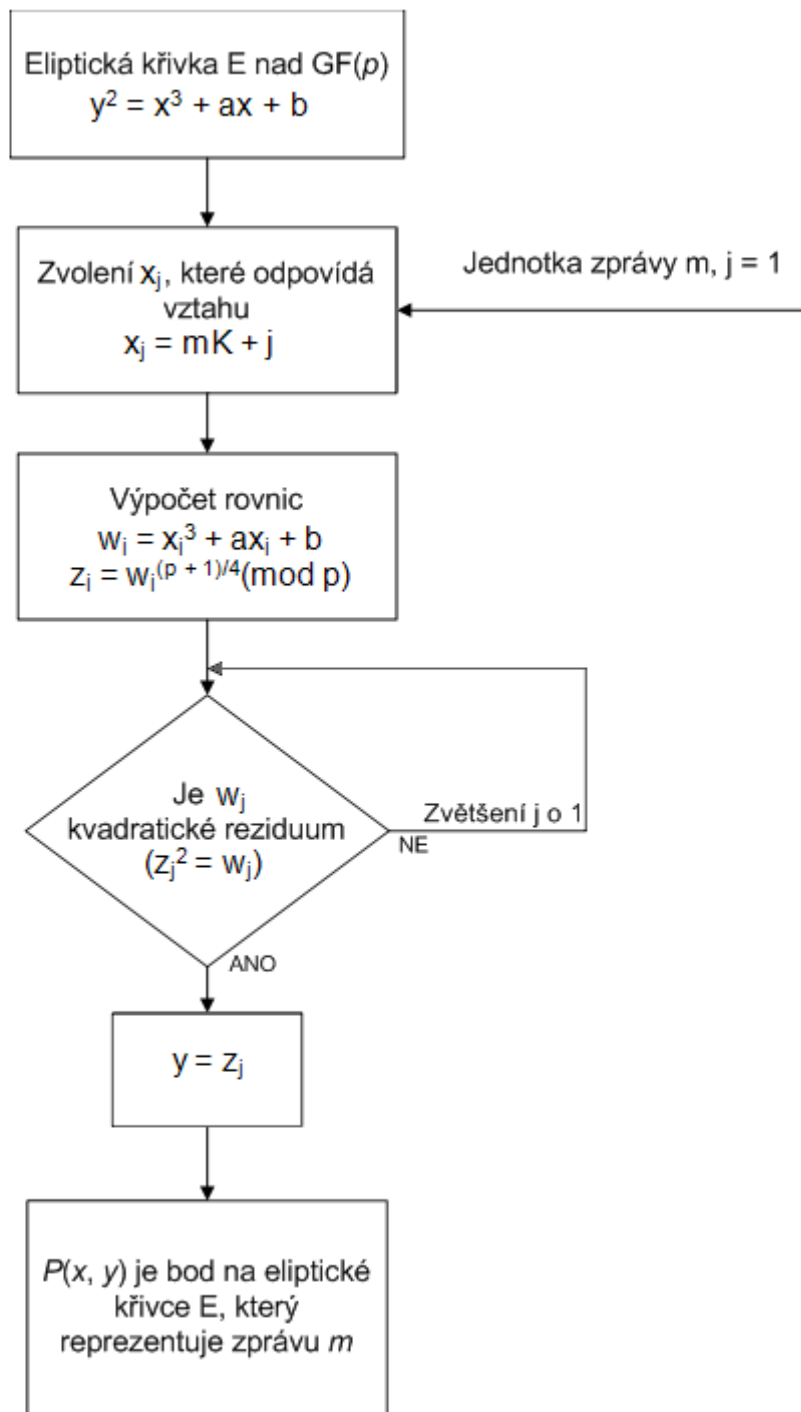 Eliptická křivka E nad GF(p)
y² = x³ + ax + b
Zvolení xⱼ, které odpovídá
vztahu
xⱼ = mK + j
Jednotka zprávy m, j = 1
Výpočet rovnic
wᵢ = xᵢ³ + axᵢ + b
zᵢ = wᵢ^(p + 1)/4 (mod p)
Je wⱼ
kvadratické reziduum
(zⱼ² = wⱼ)
Zvětšení j o 1
NE
ANO
y = zⱼ
P(x, y) je bod na eliptické
křivce E, který
reprezentuje zprávu m